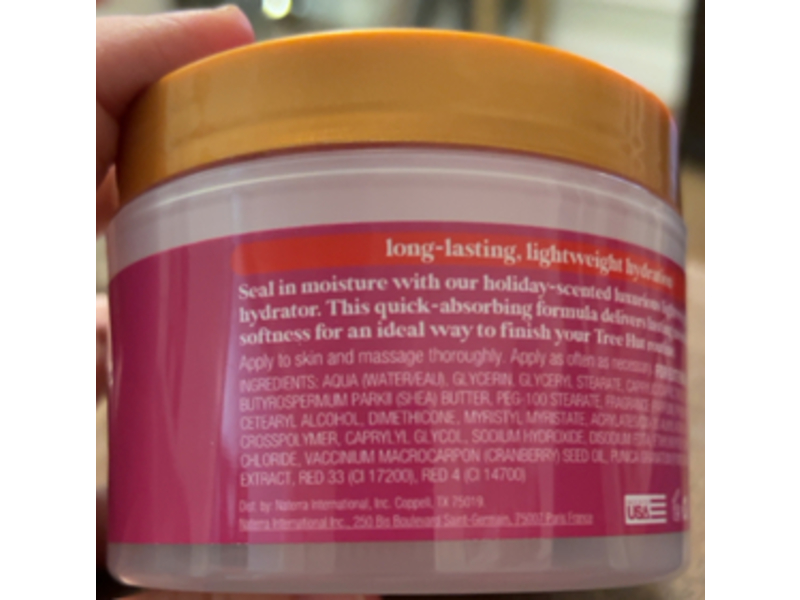 long-lasting, lightweight hydration
Seal in moisture with our holiday-scented luxurious
hydrator. This quick-absorbing formula delivers
softness for an ideal way to finish your Tree Hut
Apply to skin and massage thoroughly. Apply as often as necessary.
INGREDIENTS: AQUA (WATER/EAU), GLYCERIN, GLYCERYL STEARATE,
BUTYROSPERMUM PARKII (SHEA) BUTTER, PEG-100 STEARATE, FRAGRANCE
CETEARYL ALCOHOL, DIMETHICONE, MYRISTYL MYRISTATE,
CROSSPOLYMER, CAPRYLYL GLYCOL, SODIUM HYDROXIDE, DISODIUM
CHLORIDE, VACCINIUM MACROCARPON (CRANBERRY) SEED OIL, PUNICA
EXTRACT, RED 33 (CI 17200), RED 4 (CI 14700)
Dist. by: Naterra International, Inc. Coppell, TX 75019
Naterra International Inc., 250 Bis Boulevard Saint-Germain, 75007 Paris France
USA